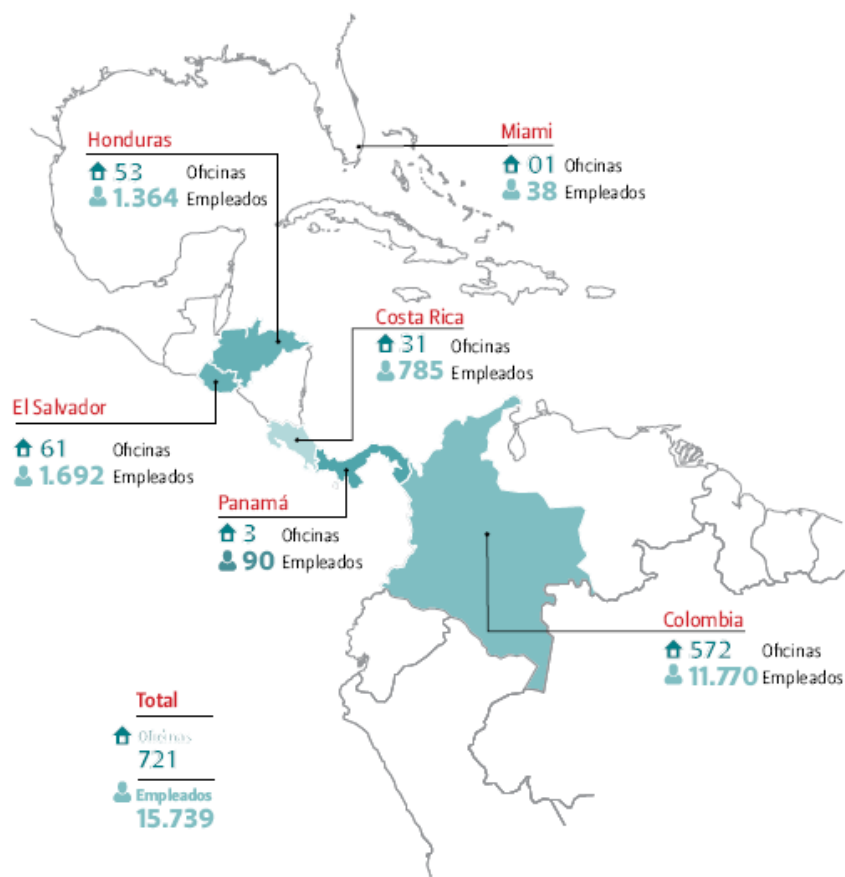 Honduras
53 Oficinas
1.364 Empleados
Miami
01 Oficinas
38 Empleados
Costa Rica
31 Oficinas
785 Empleados
El Salvador
61 Oficinas
1.692 Empleados
Panamá
3 Oficinas
90 Empleados
Colombia
572 Oficinas
11.770 Empleados
Total
Oficinas
721
Empleados
15.739